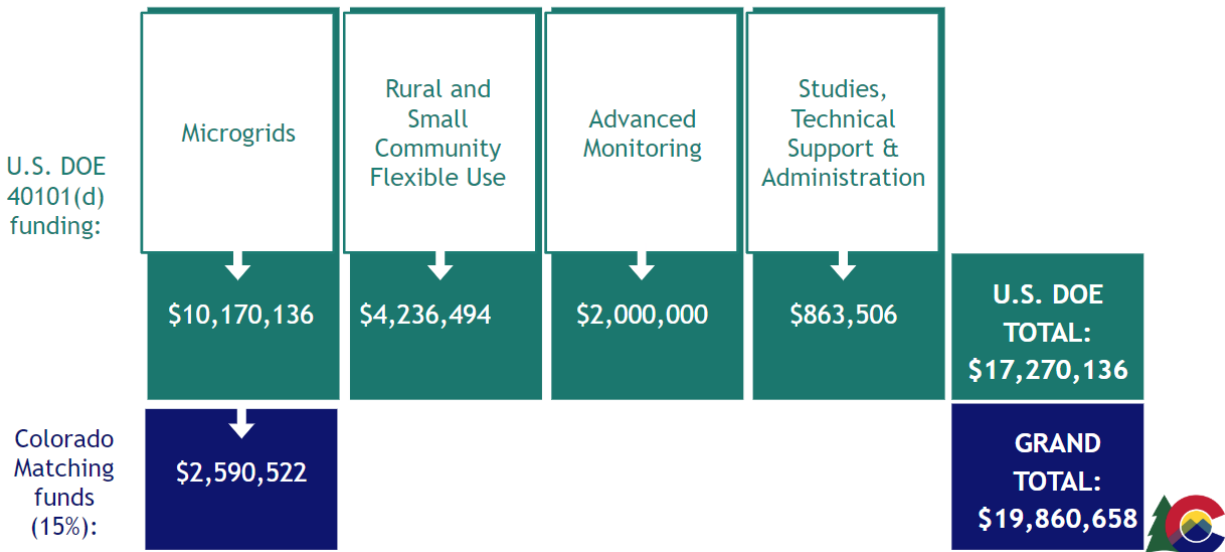 U.S. DOE
40101(d)
funding:
Microgrids
Rural and
Small
Community
Flexible Use
Advanced
Monitoring
Studies,
Technical
Support &
Administration
$10,170,136
$4,236,494
$2,000,000
$863,506
U.S. DOE
TOTAL:
$17,270,136
Colorado
Matching
funds
(15%):
$2,590,522
GRAND
TOTAL:
$19,860,658